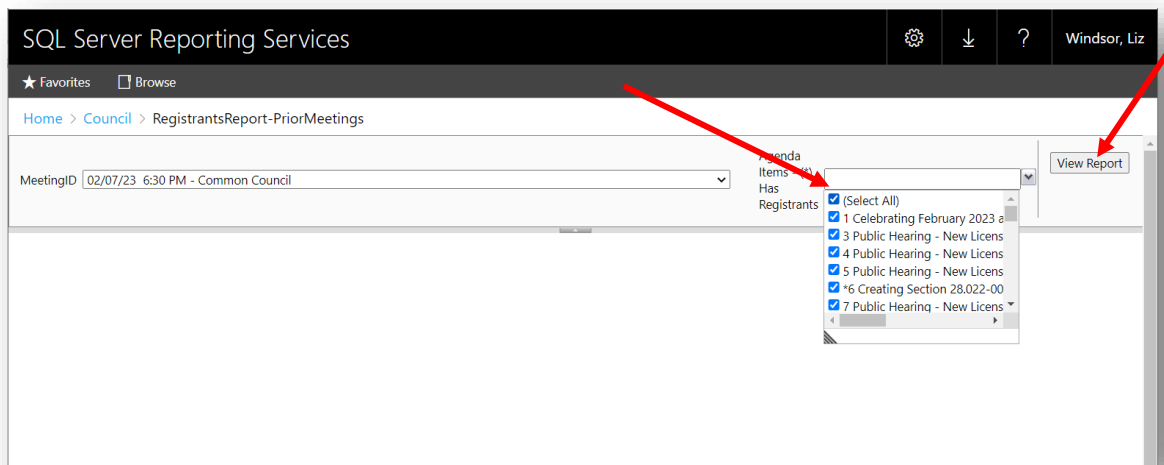 SQL Server Reporting Services
? Windsor, Liz
Favorites Browse
Home > Council > RegistrantsReport-PriorMeetings
MeetingID 02/07/23 6:30 PM - Common Council
Agenda
Items - (*)
Has
Registrants
View Report
(Select All)
1 Celebrating February 2023 a
3 Public Hearing - New Licens
4 Public Hearing - New Licens
5 Public Hearing - New Licens
*6 Creating Section 28.022-00
7 Public Hearing - New Licens